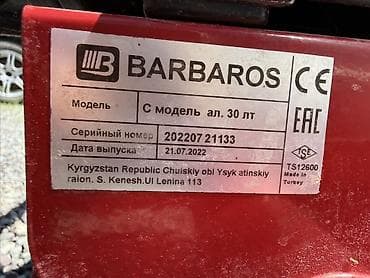 B BARBAROS
CE
Модель
С модель ал. 30 лт
EAC
Серийный номер
202207 21133
Дата выпуска
21.07.2022
TSE
TS12600
Kyrgyzstan Republic Chuiskiy obl Ysyk atinskiy
raion. S. Kenesh.Ul Lenina 113
Made in
Turkey